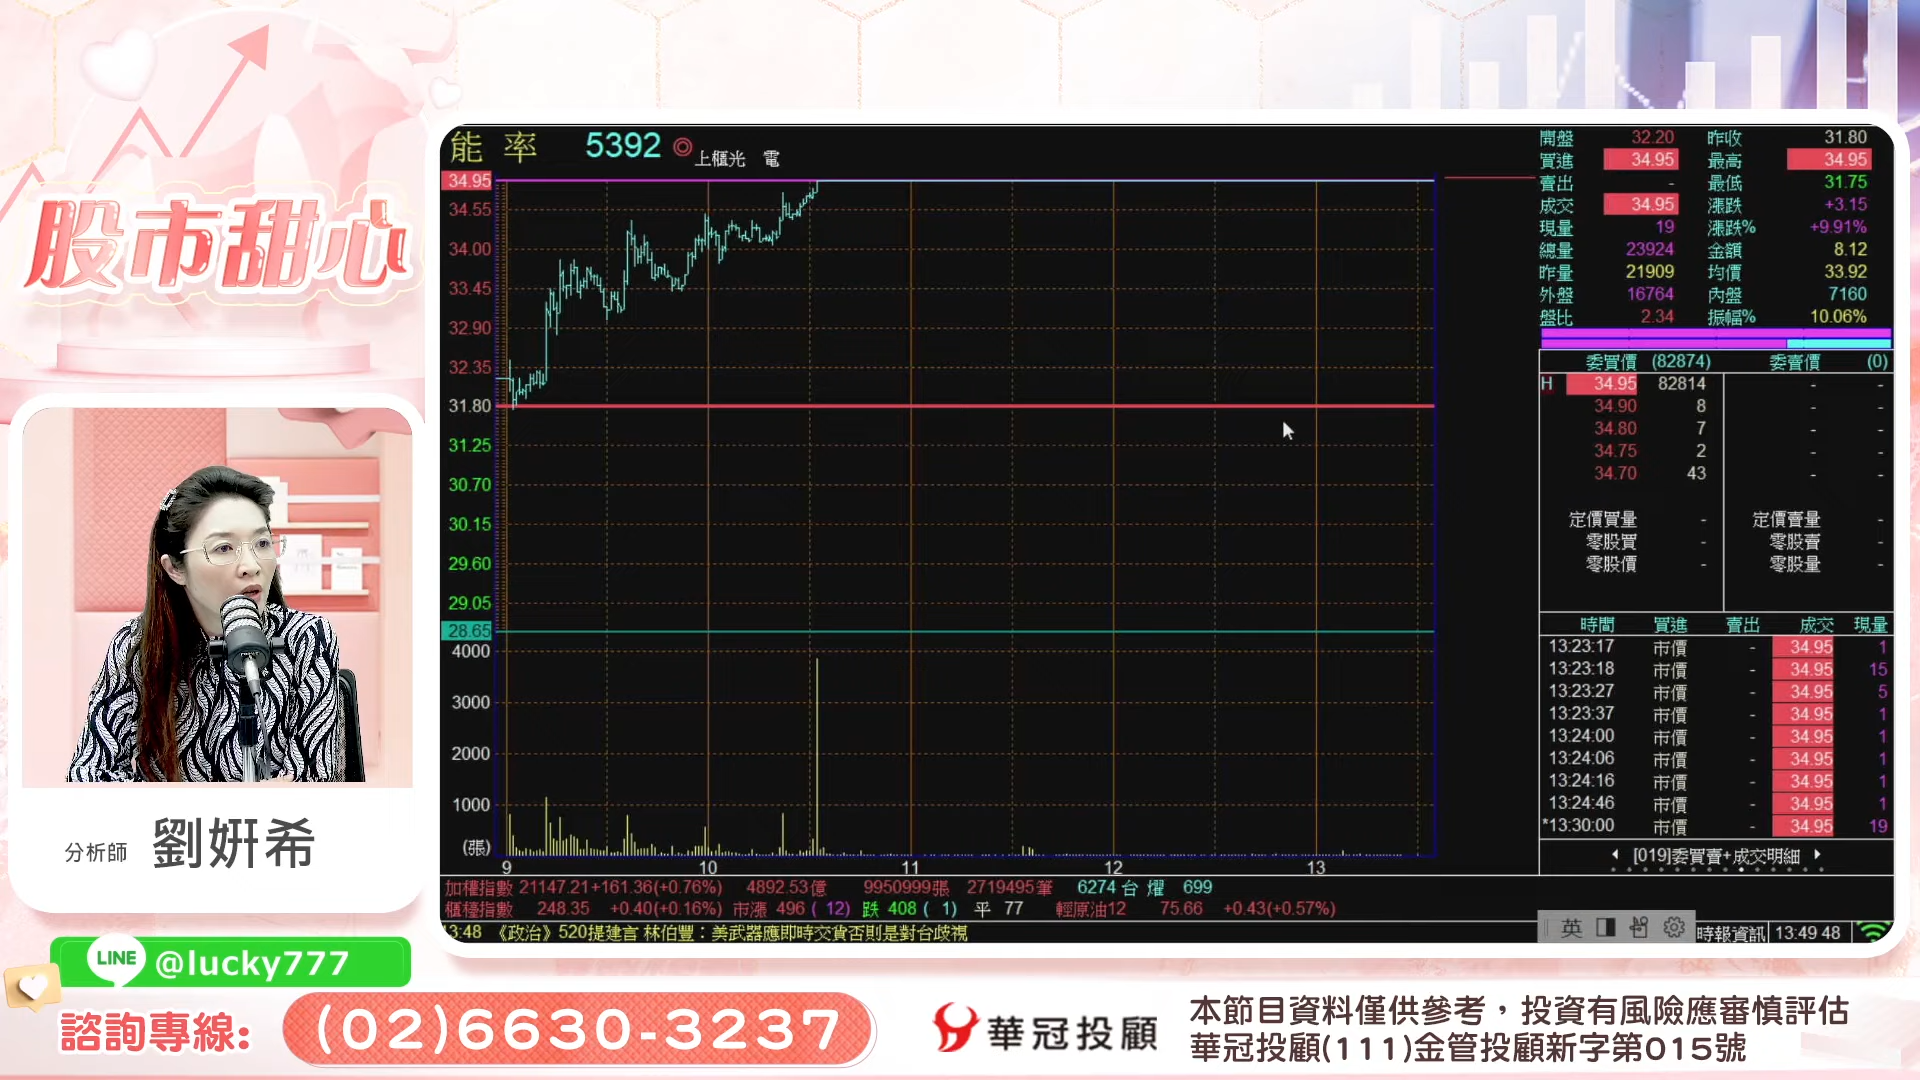 股市甜心
分析師 劉妍希
LINE @lucky777
諮詢專線: (02)6630-3237
華冠投顧
本節目資料僅供參考，投資有風險應審慎評估
華冠投顧(111)金管投顧新字第015號
能 率 5392 ◎ 上櫃光 電
34.95
34.55
34.00
33.45
32.90
32.35
31.80
31.25
30.70
30.15
29.60
29.05
28.65
4000
3000
2000
1000
(張)
9 10 11 12 13
開盤 32.20 昨收 31.80
買進 34.95 最高 34.95
賣出 - 最低 31.75
成交 34.95 漲跌 +3.15
現量 19 漲跌% +9.91%
總量 23924 金額 8.12
昨量 21909 均價 33.92
外盤 16764 內盤 7160
盤比 2.34 振幅% 10.06%
委買價 (82874) 委賣價 (0)
H 34.95 82814 - -
34.90 8 - -
34.80 7 - -
34.75 2 - -
34.70 43 - -
定價買量 - 定價賣量 -
零股買 - 零股賣 -
零股價 - 零股量 -
時間 買進 賣出 成交 現量
13:23:17 市價 - 34.95 1
13:23:18 市價 - 34.95 15
13:23:27 市價 - 34.95 5
13:23:37 市價 - 34.95 1
13:24:00 市價 - 34.95 1
13:24:06 市價 - 34.95 1
13:24:16 市價 - 34.95 1
13:24:46 市價 - 34.95 1
*13:30:00 市價 - 34.95 19
[019]委買賣+成交明細
加權指數 21147.21+161.36(+0.76%) 4892.53億 9950999張 2719495筆 6274 台 燿 699
櫃檯指數 248.35 +0.40(+0.16%) 市漲 496 ( 12) 跌 408 ( 1) 平 77 輕原油12 75.66 +0.43(+0.57%)
13:48 《政治》520提建言 林伯豐：美武器應即時交貨否則是對台歧視
英
時報資訊 13:49 48